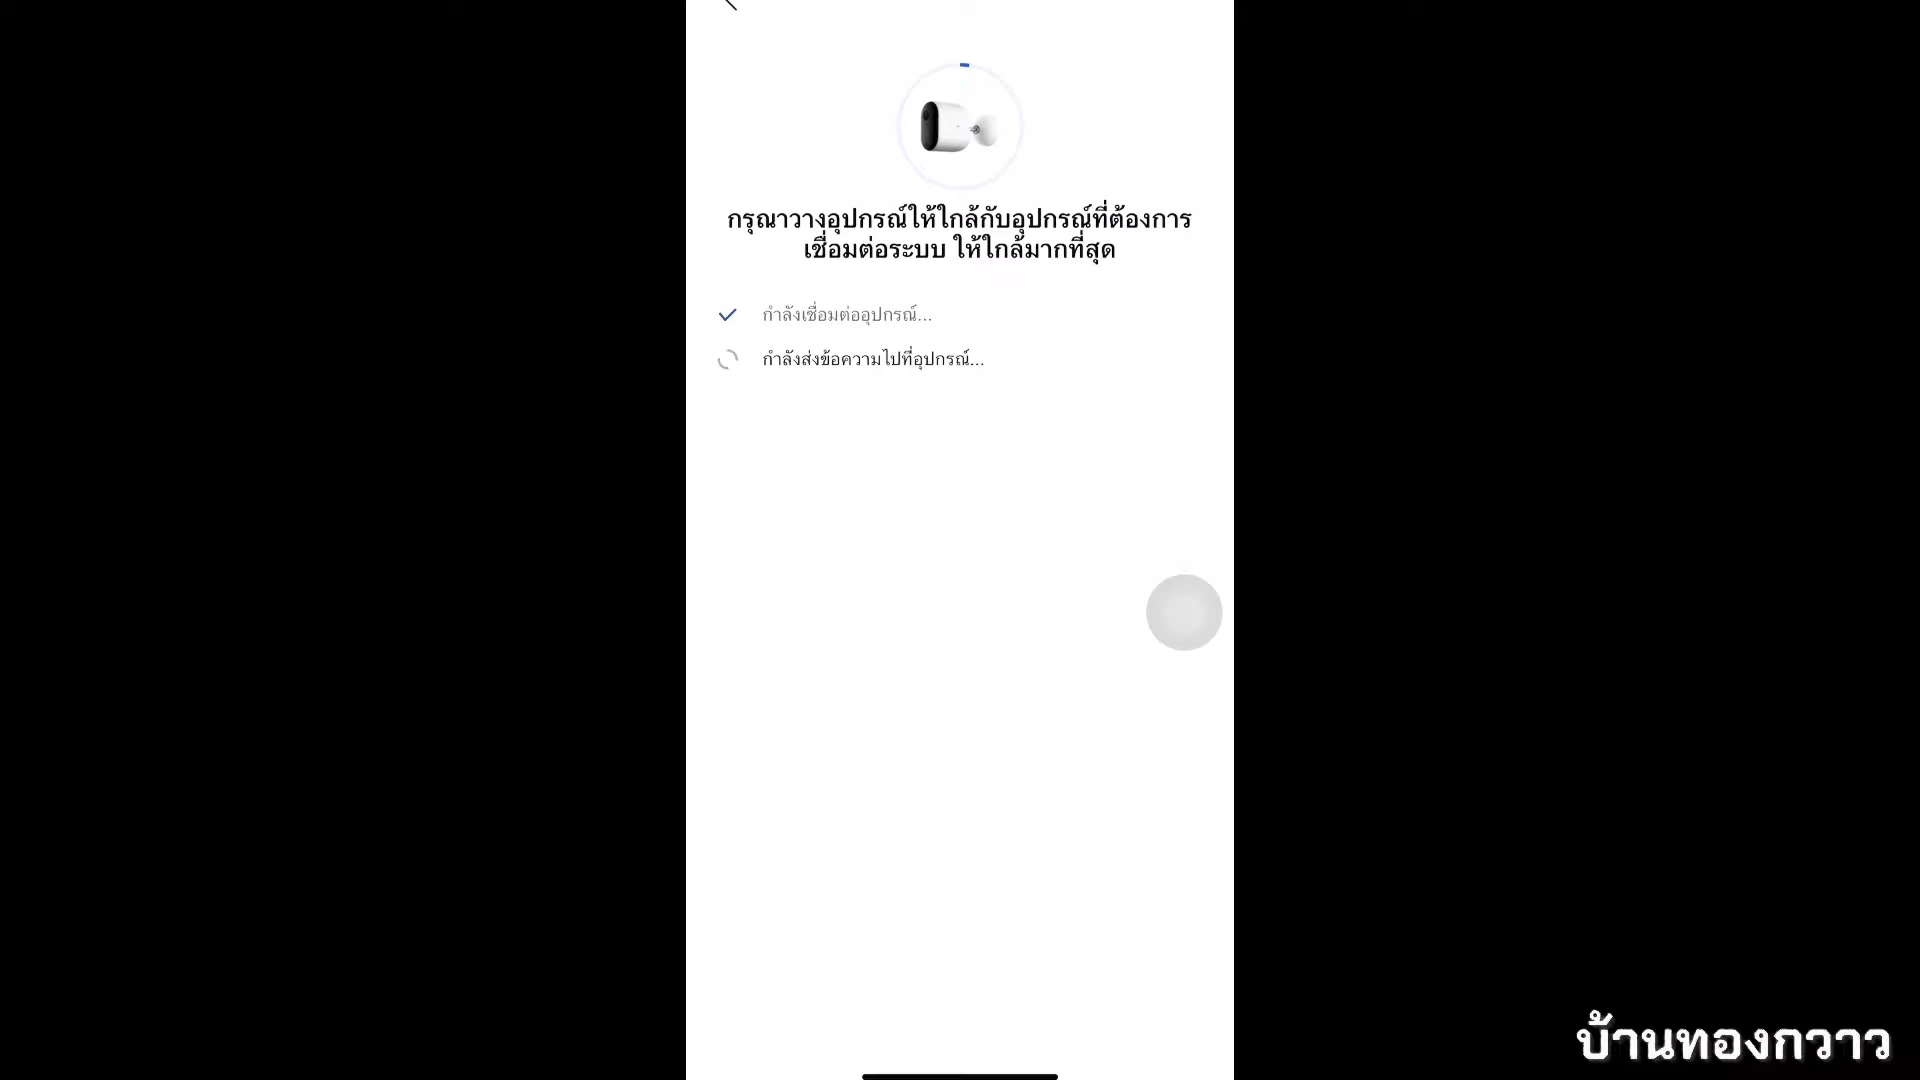 กรุณาวางอุปกรณ์ให้ใกล้กับอุปกรณ์ที่ต้องการ
เชื่อมต่อระบบ ให้ใกล้มากที่สุด
กำลังเชื่อมต่ออุปกรณ์...
กำลังส่งข้อความไปที่อุปกรณ์...
บ้านทองกวาว